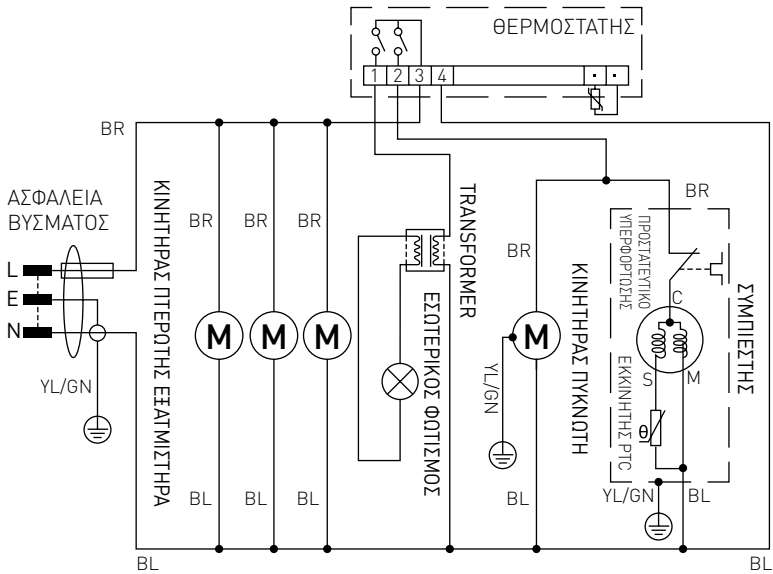 ΘΕΡΜΟΣΤΑΤΗΣ
1 2 3 4
BR
ΑΣΦΑΛΕΙΑ
ΒΥΣΜΑΤΟΣ
L
E
N
YL/GN
ΚΙΝΗΤΗΡΑΣ ΠΤΕΡΩΤΗΣ ΕΞΑΤΜΙΣΤΗΡΑ
BR
BR
BR
M
M
M
BL
BL
BL
TRANSFORMER
ΕΣΩΤΕΡΙΚΟΣ ΦΩΤΙΣΜΟΣ
BR
M
YL/GN
BL
ΚΙΝΗΤΗΡΑΣ ΠΥΚΝΩΤΗ
BR
ΠΡΟΣΤΑΤΕΥΤΙΚΟ
ΥΠΕΡΦΟΡΤΩΣΗΣ
C
S
M
ΕΚΚΙΝΗΤΗΣ PTC
θ
ΣΥΜΠΙΕΣΤΗΣ
YL/GN
BL
BL
BL